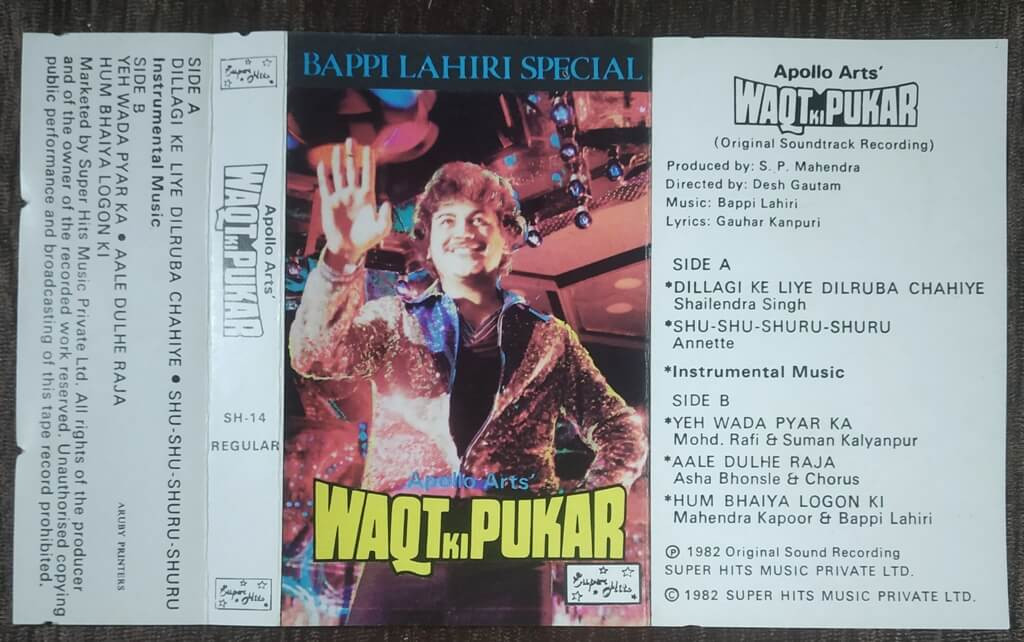 SIDE A
DILLAGI KE LIYE DILRUBA CHAHIYE • SHU-SHU-SHURU-SHURU
Instrumental Music
SIDE B
YEH WADA PYAR KA • AALE DULHE RAJA
HUM BHAIYA LOGON KI
ARUBY PRINTERS
Marketed by Super Hits Music Private Ltd. All rights of the producer
and of the owner of the recorded work reserved. Unauthorised copying
public performance and broadcasting of this tape record prohibited.
Super Hits
Apollo Arts'
WAQT KI PUKAR
SH-14
REGULAR
Super Hits
BAPPI LAHIRI SPECIAL
Apollo Arts'
WAQT KI PUKAR
Super Hits
Apollo Arts'
WAQT KI PUKAR
(Original Soundtrack Recording)
Produced by: S. P. Mahendra
Directed by: Desh Gautam
Music: Bappi Lahiri
Lyrics: Gauhar Kanpuri
SIDE A
*DILLAGI KE LIYE DILRUBA CHAHIYE
Shailendra Singh
*SHU-SHU-SHURU-SHURU
Annette
*Instrumental Music
SIDE B
*YEH WADA PYAR KA
Mohd. Rafi & Suman Kalyanpur
*AALE DULHE RAJA
Asha Bhonsle & Chorus
*HUM BHAIYA LOGON KI
Mahendra Kapoor & Bappi Lahiri
℗ 1982 Original Sound Recording
SUPER HITS MUSIC PRIVATE LTD.
© 1982 SUPER HITS MUSIC PRIVATE LTD.